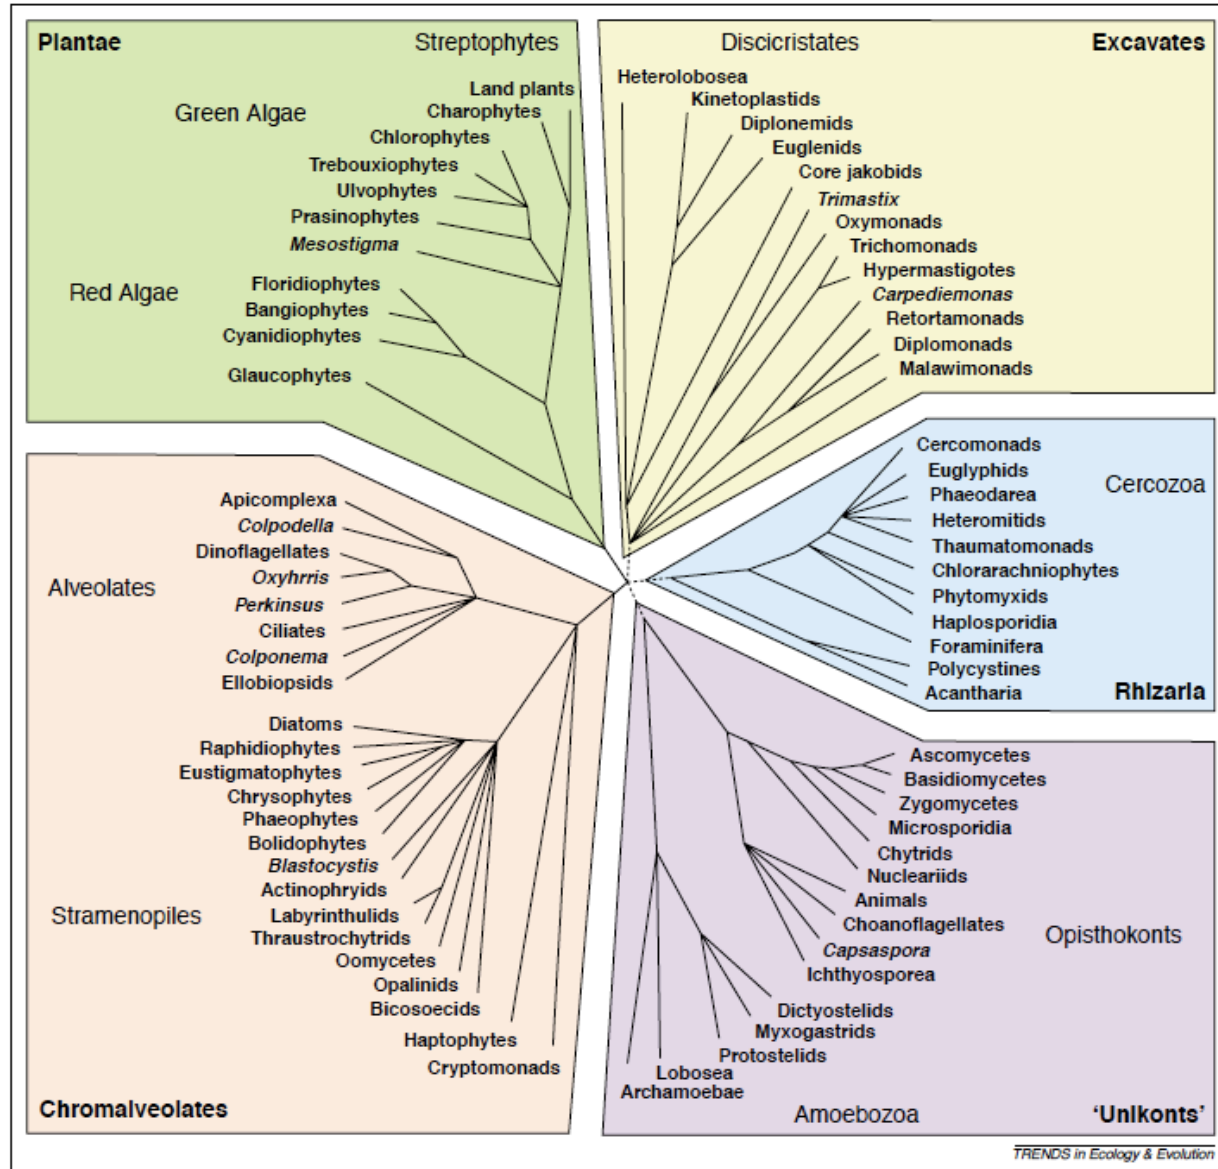 Plantae
Streptophytes
Land plants
Green Algae
Charophytes
Chlorophytes
Trebouxiophytes
Ulvophytes
Prasinophytes
Mesostigma
Red Algae
Floridiophytes
Bangiophytes
Cyanidiophytes
Glaucophytes
Discicristates
Excavates
Heterolobosea
Kinetoplastids
Diplonemids
Euglenids
Core jakobids
Trimastix
Oxymonads
Trichomonads
Hypermastigotes
Carpediemonas
Retortamonads
Diplomonads
Malawimonads
Cercomonads
Euglyphids
Cercozoa
Phaeodarea
Heteromitids
Thaumatomonads
Chlorarachniophytes
Phytomyxids
Haplosporidia
Foraminifera
Polycystines
Acantharia
Rhizaria
Apicomplexa
Colpodella
Dinoflagellates
Oxyhrris
Alveolates
Perkinsus
Ciliates
Colponema
Ellobiopsids
Diatoms
Raphidiophytes
Eustigmatophytes
Chrysophytes
Phaeophytes
Bolidophytes
Blastocystis
Actinophryids
Stramenopiles
Labyrinthulids
Thraustrochytrids
Oomycetes
Opalinids
Bicosoecids
Haptophytes
Cryptomonads
Chromalveolates
Ascomycetes
Basidiomycetes
Zygomycetes
Microsporidia
Chytrids
Nucleariids
Animals
Choanoflagellates
Opisthokonts
Capsaspora
Ichthyosporea
Dictyostelids
Myxogastrids
Protostelids
Lobosea
Archamoebae
Amoebozoa
‘Unikonts’
TRENDS in Ecology & Evolution